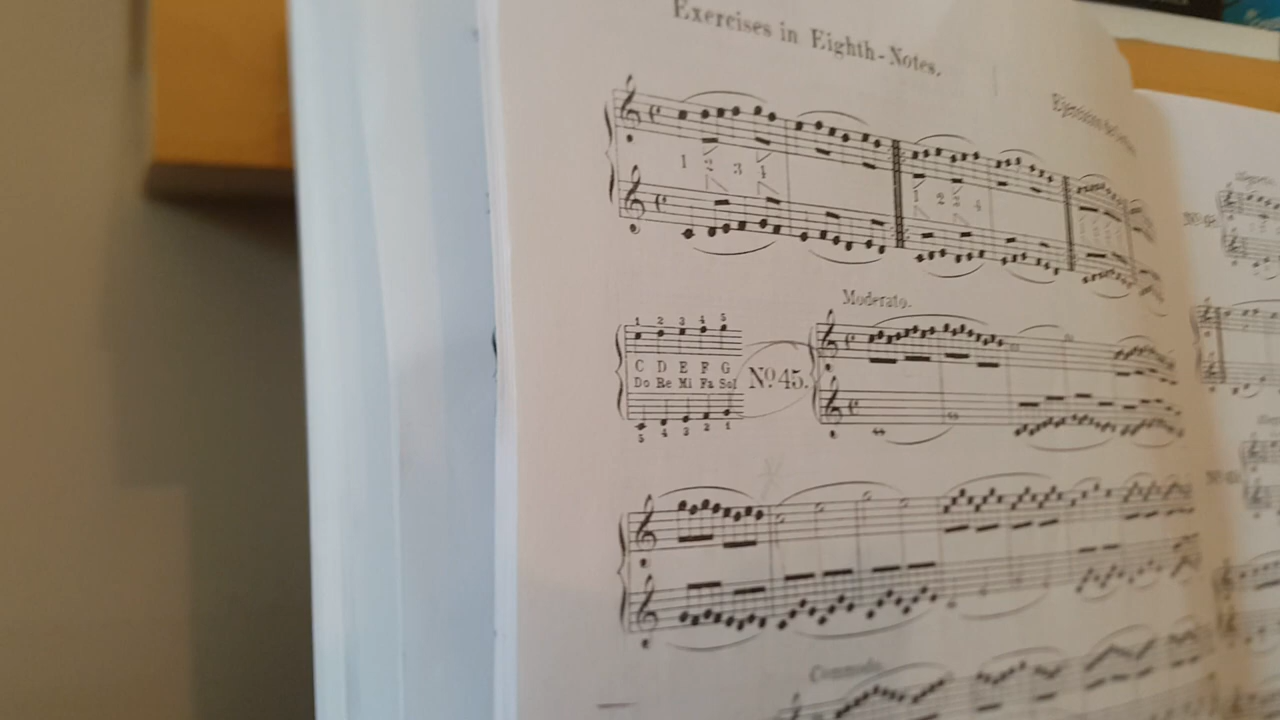 Exercises in Eighth-Notes.
1 2 3 4
1 2 3 4
Moderato.
1 2 3 4 5
C D E F G
Do Re Mi Fa Sol
Nº 45.
5 4 3 2 1
Commodo.